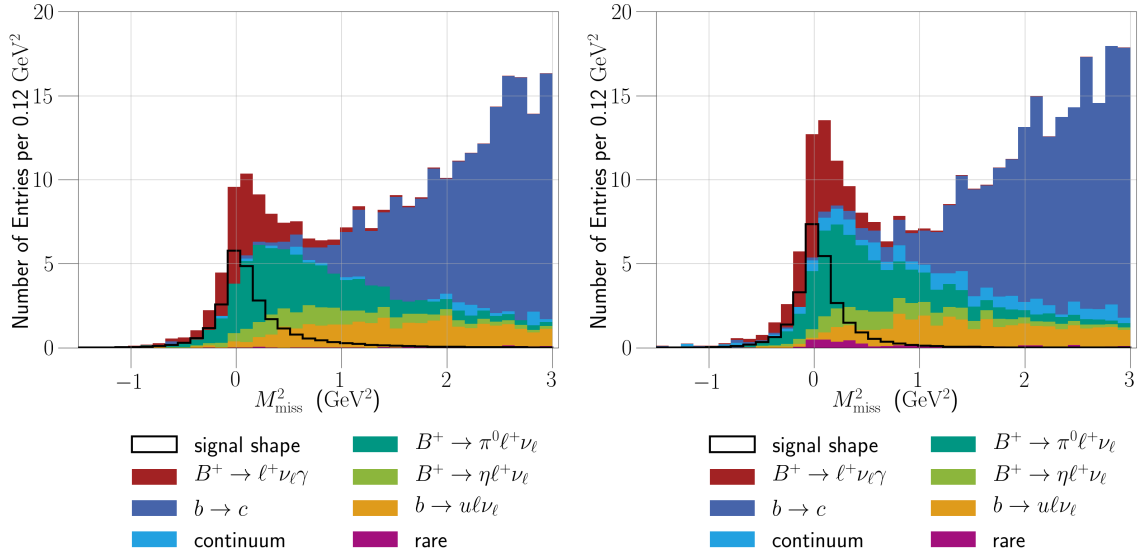 20
15
10
5
0
Number of Entries per 0.12 GeV²
−1 0 1 2 3
M²miss (GeV²)
signal shape
B⁺ → ℓ⁺νℓγ
b → c
continuum
B⁺ → π⁰ℓ⁺νℓ
B⁺ → ηℓ⁺νℓ
b → uℓνℓ
rare
20
15
10
5
0
Number of Entries per 0.12 GeV²
−1 0 1 2 3
M²miss (GeV²)
signal shape
B⁺ → ℓ⁺νℓγ
b → c
continuum
B⁺ → π⁰ℓ⁺νℓ
B⁺ → ηℓ⁺νℓ
b → uℓνℓ
rare